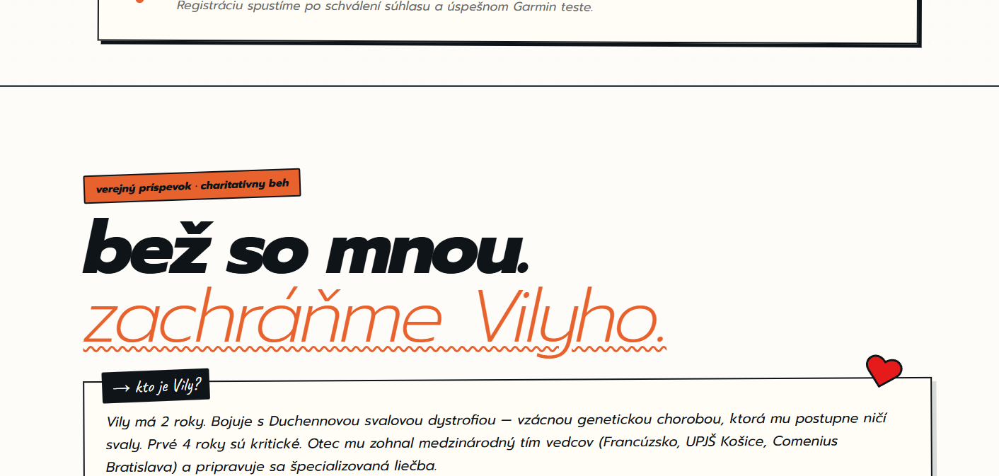 Registráciu spustíme po schválení súhlasu a úspešnom Garmin teste.
verejný príspevok · charitatívny beh
bež so mnou.
zachráňme Vilyho.
→ kto je Vily?
Vily má 2 roky. Bojuje s Duchennovou svalovou dystrofiou — vzácnou genetickou chorobou, ktorá mu postupne ničí
svaly. Prvé 4 roky sú kritické. Otec mu zohnal medzinárodný tím vedcov (Francúzsko, UPJŠ Košice, Comenius
Bratislava) a pripravuje sa špecializovaná liečba.